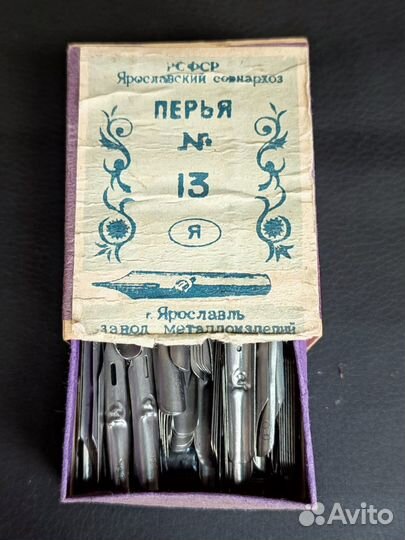 РСФСР
Ярославский совнархоз
ПЕРЬЯ
№
13
Я
г. Ярославль
завод металлоизделий
Avito